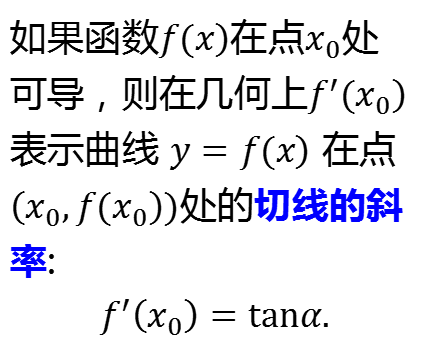 如果函数f(x)在点x₀处
可导，则在几何上f′(x₀)
表示曲线 y = f(x) 在点
(x₀, f(x₀))处的切线的斜
率:
f′(x₀) = tanα.